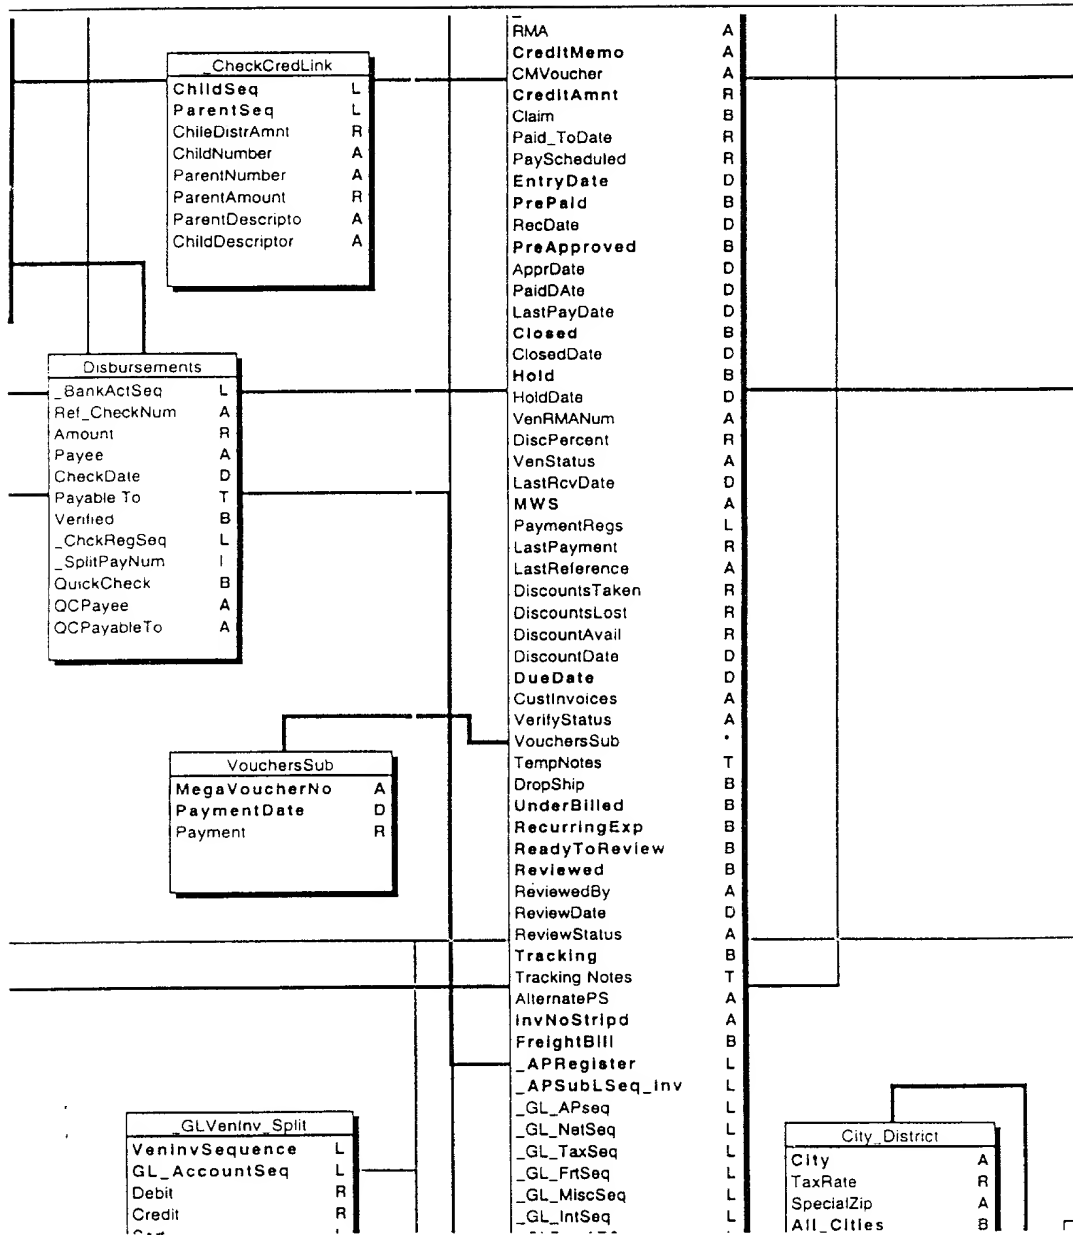 _CheckCredLink
ChildSeq L
ParentSeq L
ChileDistrAmnt R
ChildNumber A
ParentNumber A
ParentAmount R
ParentDescripto A
ChildDescriptor A
Disbursements
_BankActSeq L
Ref_CheckNum A
Amount R
Payee A
CheckDate D
Payable To T
Verified B
_ChckRegSeq L
_SplitPayNum I
QuickCheck B
QCPayee A
QCPayableTo A
VouchersSub
MegaVoucherNo A
PaymentDate D
Payment R
_GLVenInv_Split
VenInvSequence L
GL_AccountSeq L
Debit R
Credit R
RMA A
CreditMemo A
CMVoucher A
CreditAmnt R
Claim B
Paid_ToDate R
PayScheduled R
EntryDate D
PrePaid B
RecDate D
PreApproved B
ApprDate D
PaidDAte D
LastPayDate D
Closed B
ClosedDate D
Hold B
HoldDate D
VenRMANum A
DiscPercent R
VenStatus A
LastRcvDate D
MWS A
PaymentRegs L
LastPayment R
LastReference A
DiscountsTaken R
DiscountsLost R
DiscountAvail R
DiscountDate D
DueDate D
CustInvoices A
VerifyStatus A
VouchersSub *
TempNotes T
DropShip B
UnderBilled B
RecurringExp B
ReadyToReview B
Reviewed B
ReviewedBy A
ReviewDate D
ReviewStatus A
Tracking B
Tracking Notes T
AlternatePS A
InvNoStripd A
FreightBill B
_APRegister L
_APSubLSeq_Inv L
_GL_APseq L
_GL_NetSeq L
_GL_TaxSeq L
_GL_FrtSeq L
_GL_MiscSeq L
_GL_IntSeq L
City_District
City A
TaxRate R
SpecialZip A
All_Cities B